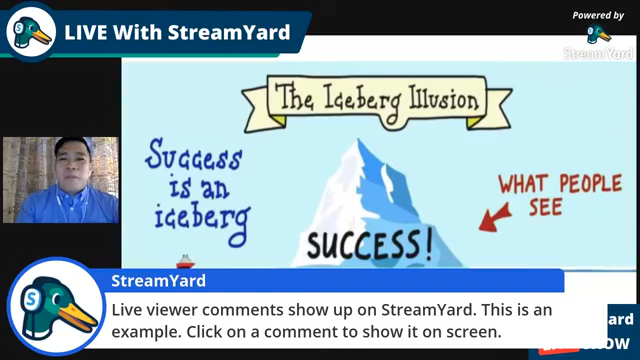 LIVE With StreamYard
Powered by
StreamYard
The Iceberg Illusion
Success
is an
iceberg
WHAT PEOPLE
SEE
SUCCESS!
StreamYard
Live viewer comments show up on StreamYard. This is an
example. Click on a comment to show it on screen.